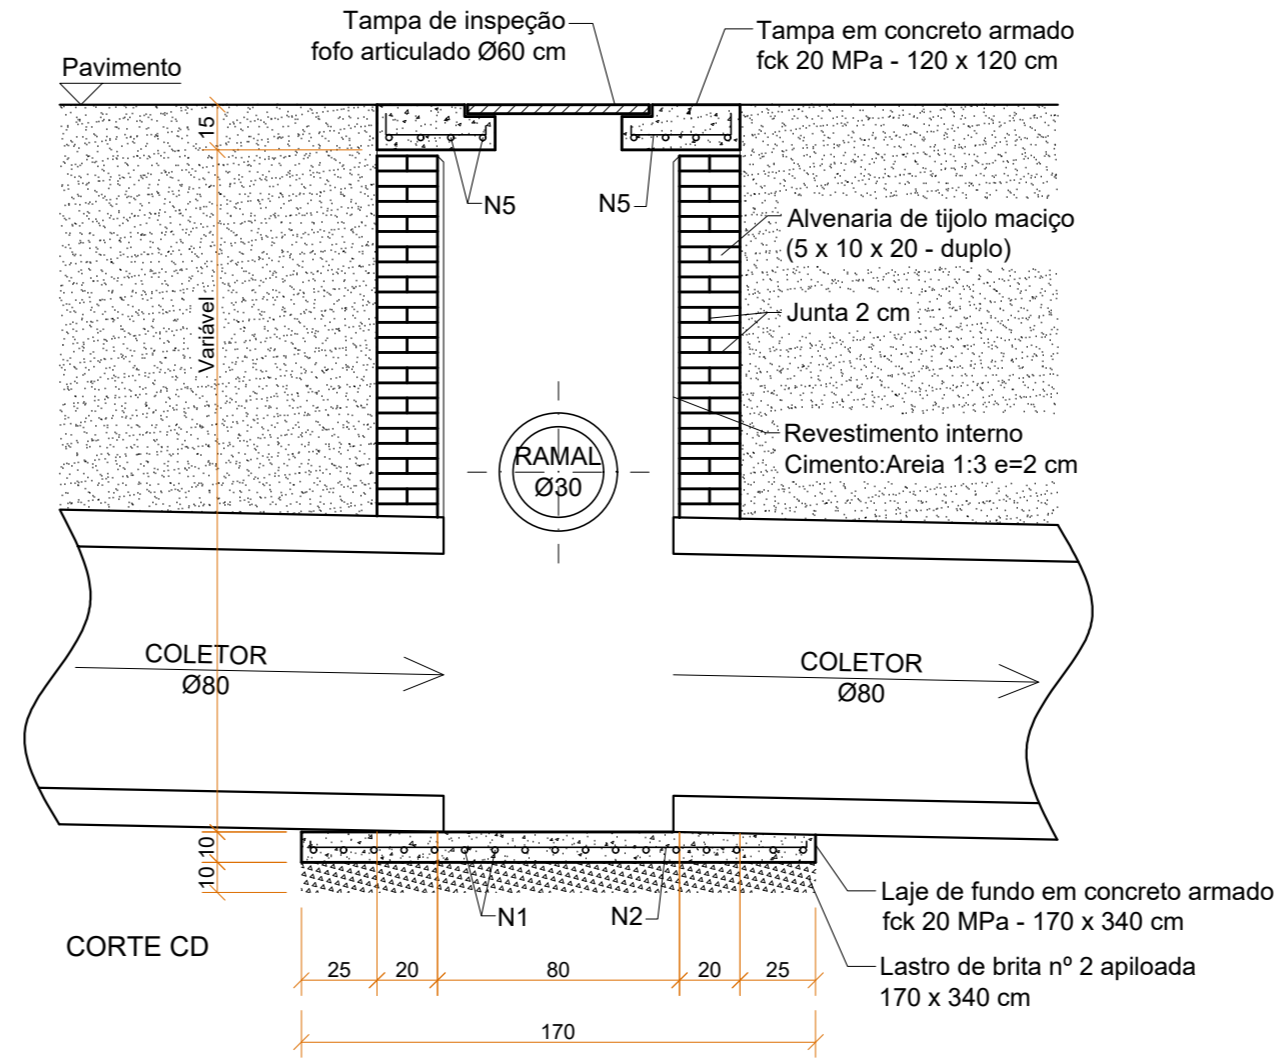 Tampa de inspeção
fofo articulado Ø60 cm
Tampa em concreto armado
fck 20 MPa - 120 x 120 cm
Pavimento
15
N5
N5
Alvenaria de tijolo maciço
(5 x 10 x 20 - duplo)
Junta 2 cm
Variável
Revestimento interno
Cimento:Areia 1:3 e=2 cm
RAMAL
Ø30
COLETOR
Ø80
COLETOR
Ø80
10
10
N1
N2
Laje de fundo em concreto armado
fck 20 MPa - 170 x 340 cm
Lastro de brita nº 2 apiloada
170 x 340 cm
CORTE CD
25
20
80
20
25
170